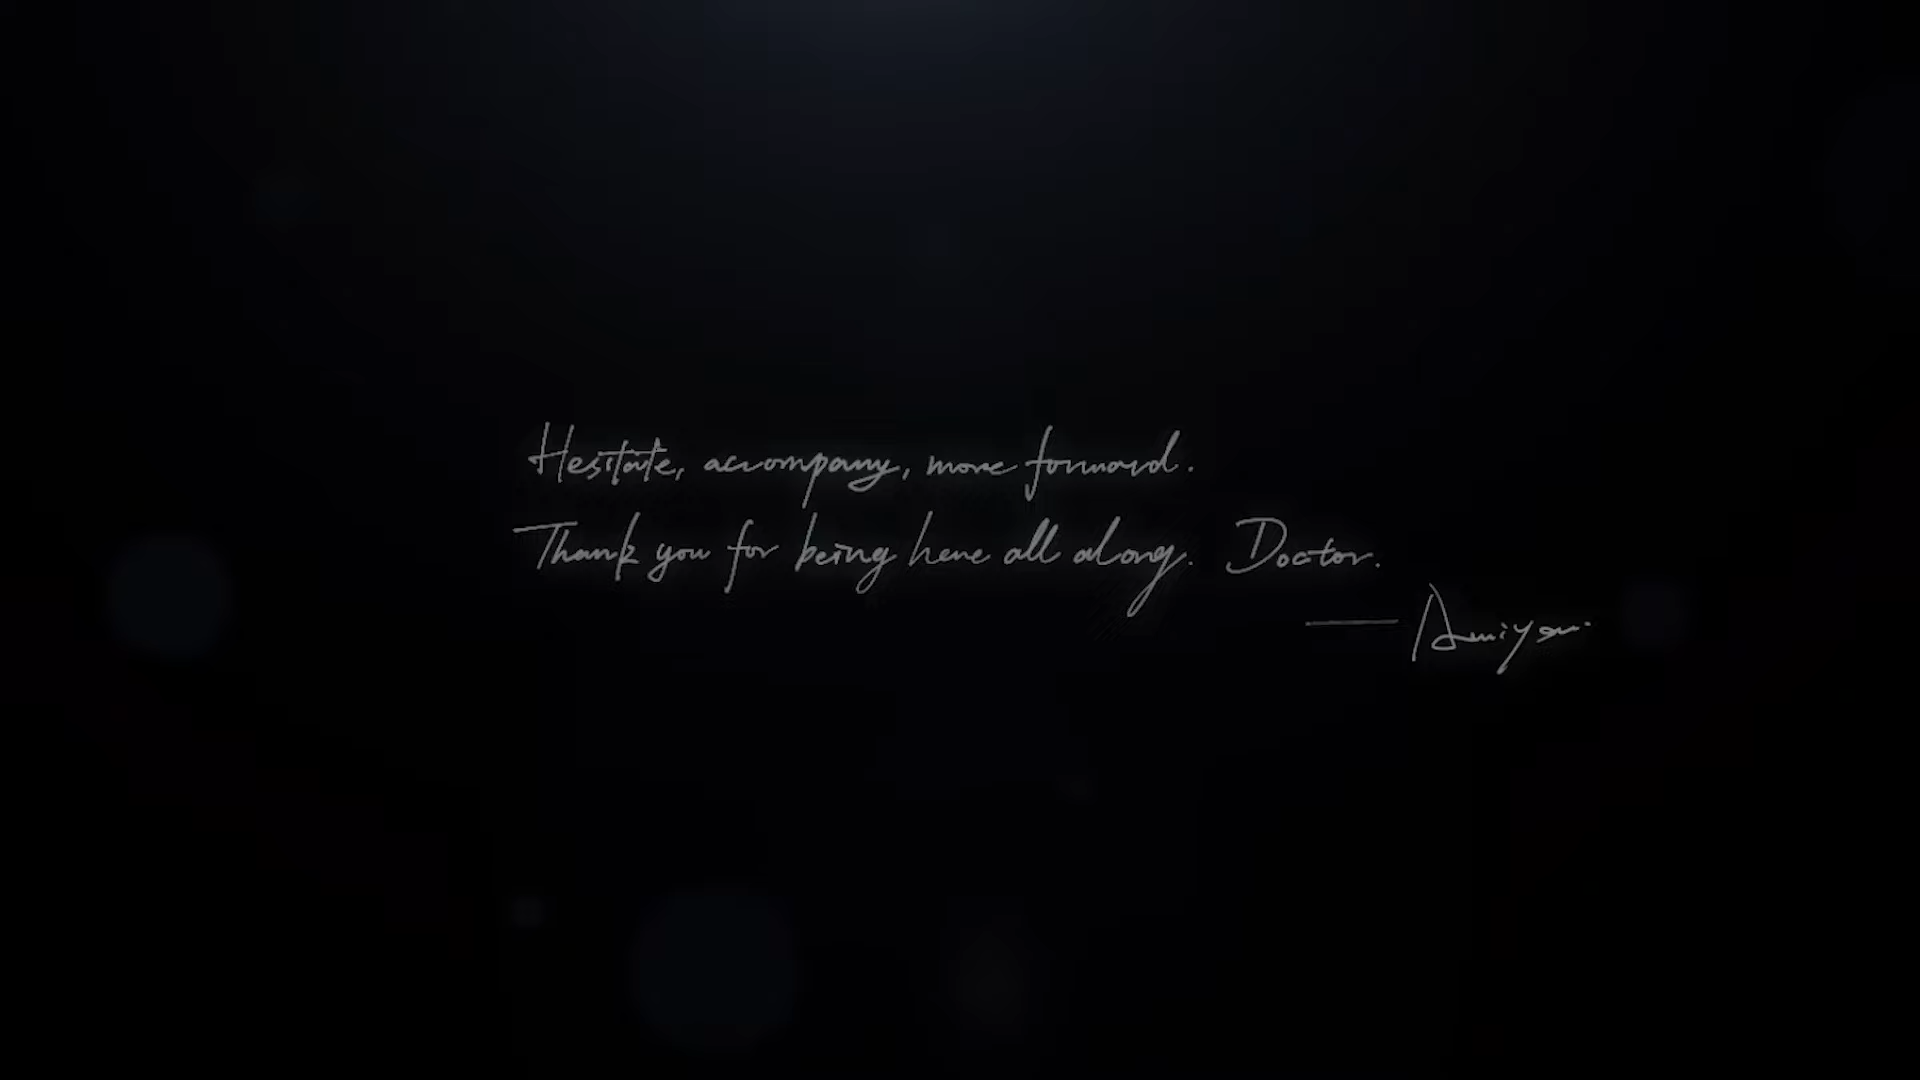 Hesitate, accompany, move forward.
Thank you for being here all along. Doctor.
—— Amiya.